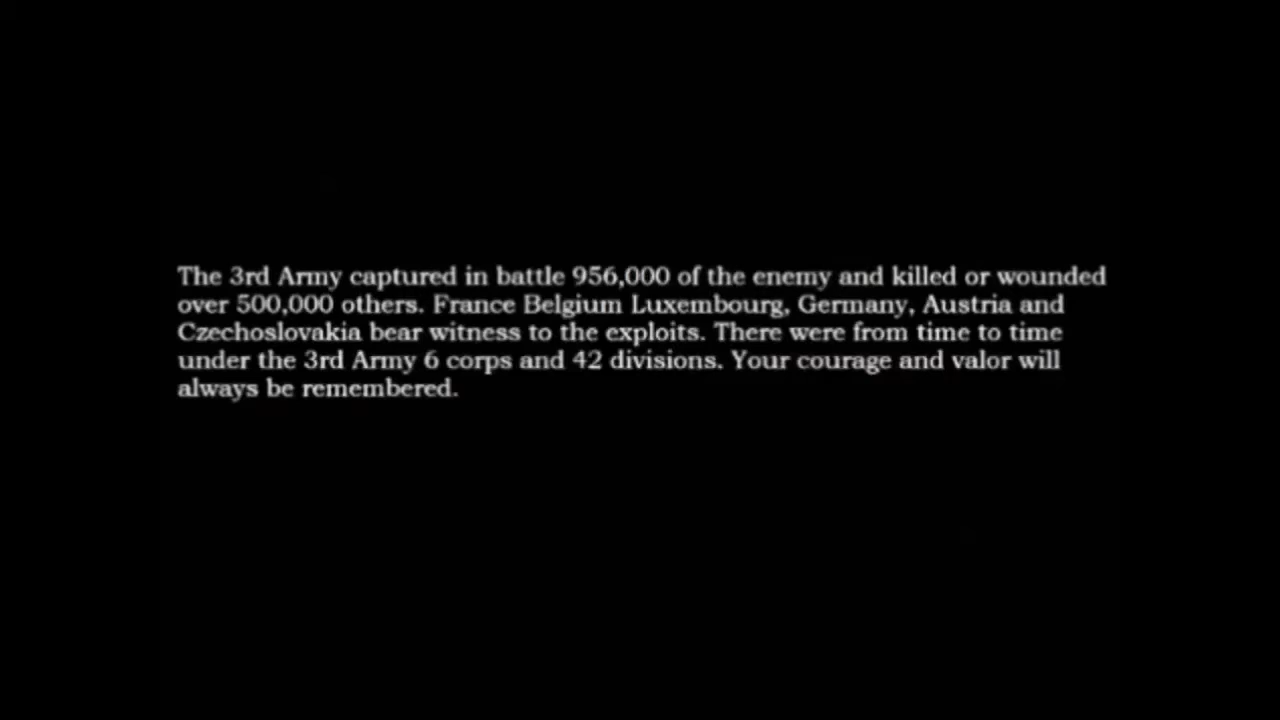 The 3rd Army captured in battle 956,000 of the enemy and killed or wounded
over 500,000 others. France Belgium Luxembourg, Germany, Austria and
Czechoslovakia bear witness to the exploits. There were from time to time
under the 3rd Army 6 corps and 42 divisions. Your courage and valor will
always be remembered.